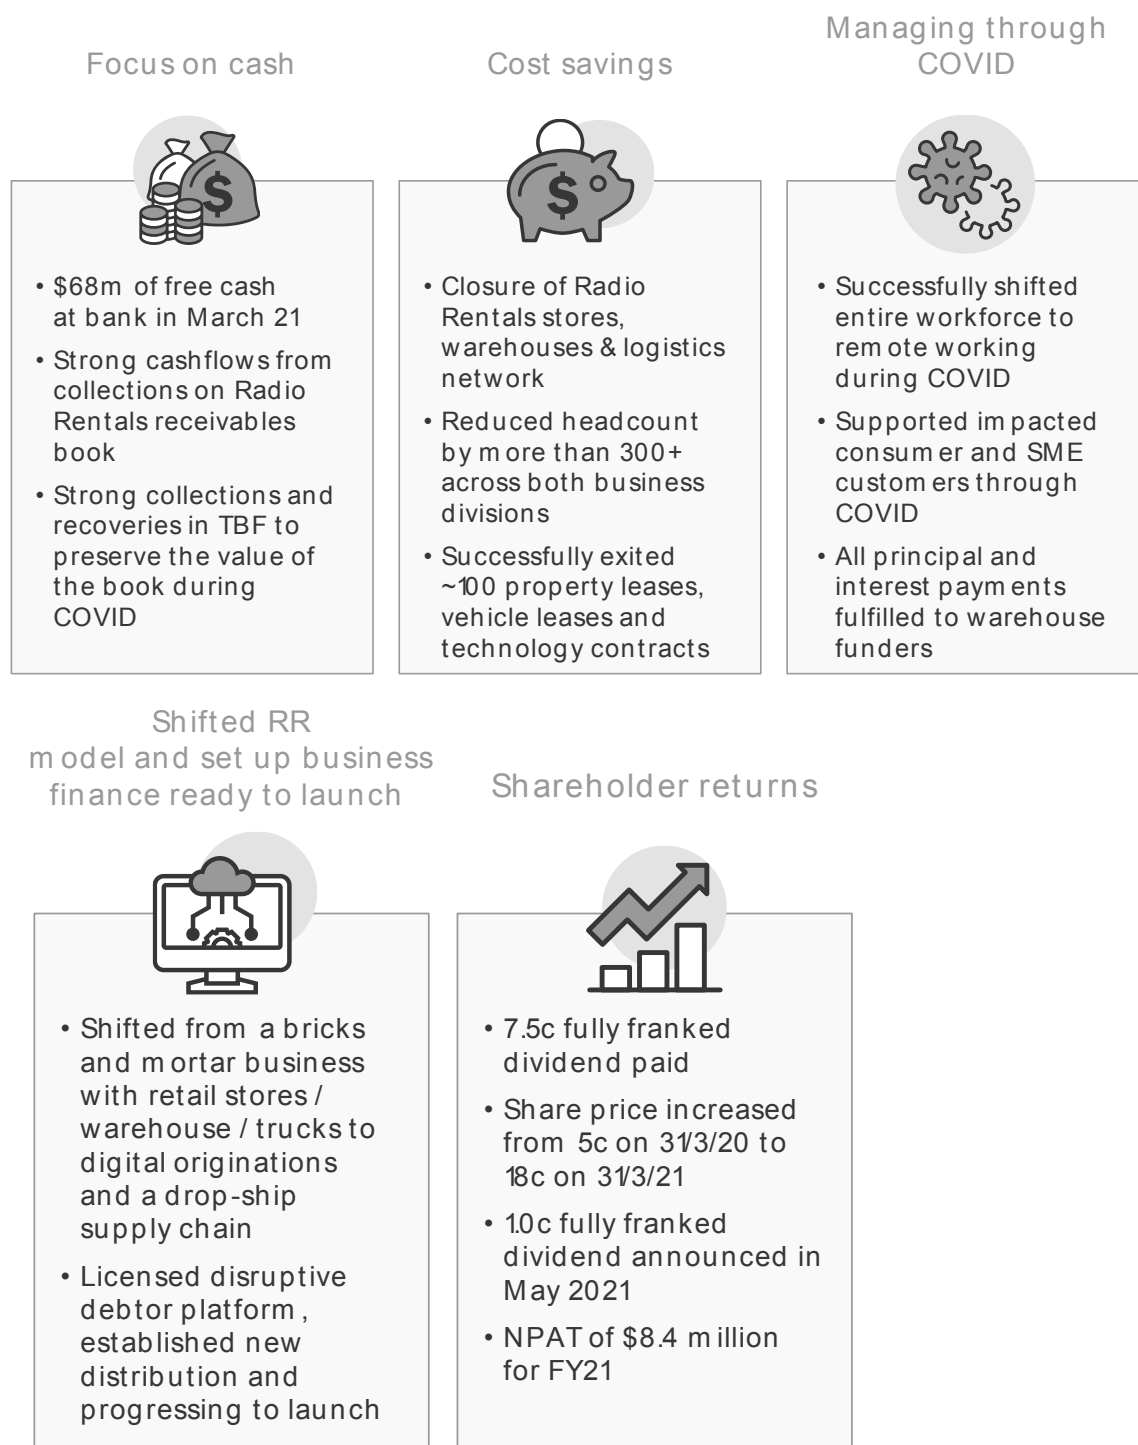 Focus on cash
$
• $68m of free cash
at bank in March 21
• Strong cashflows from
collections on Radio
Rentals receivables
book
• Strong collections and
recoveries in TBF to
preserve the value of
the book during
COVID
Cost savings
$
• Closure of Radio
Rentals stores,
warehouses & logistics
network
• Reduced headcount
by more than 300+
across both business
divisions
• Successfully exited
~100 property leases,
vehicle leases and
technology contracts
Managing through
COVID
• Successfully shifted
entire workforce to
remote working
during COVID
• Supported impacted
consumer and SME
customers through
COVID
• All principal and
interest payments
fulfilled to warehouse
funders
Shifted RR
model and set up business
finance ready to launch
• Shifted from a bricks
and mortar business
with retail stores /
warehouse / trucks to
digital originations
and a drop-ship
supply chain
• Licensed disruptive
debtor platform,
established new
distribution and
progressing to launch
Shareholder returns
• 7.5c fully franked
dividend paid
• Share price increased
from 5c on 31/3/20 to
18c on 31/3/21
• 1.0c fully franked
dividend announced in
May 2021
• NPAT of $8.4 million
for FY21